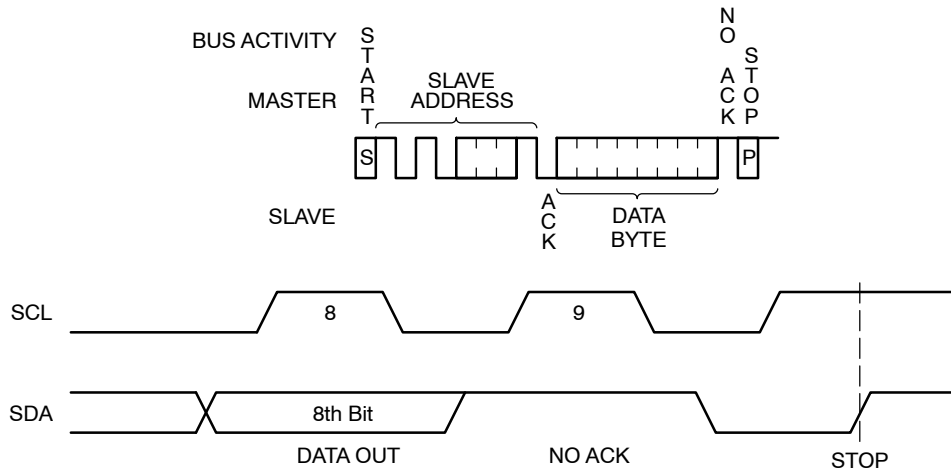 BUS ACTIVITY
MASTER
START
SLAVE
ADDRESS
NO ACK
STOP
S
P
SLAVE
ACK
DATA
BYTE
SCL
8
9
SDA
8th Bit
DATA OUT
NO ACK
STOP